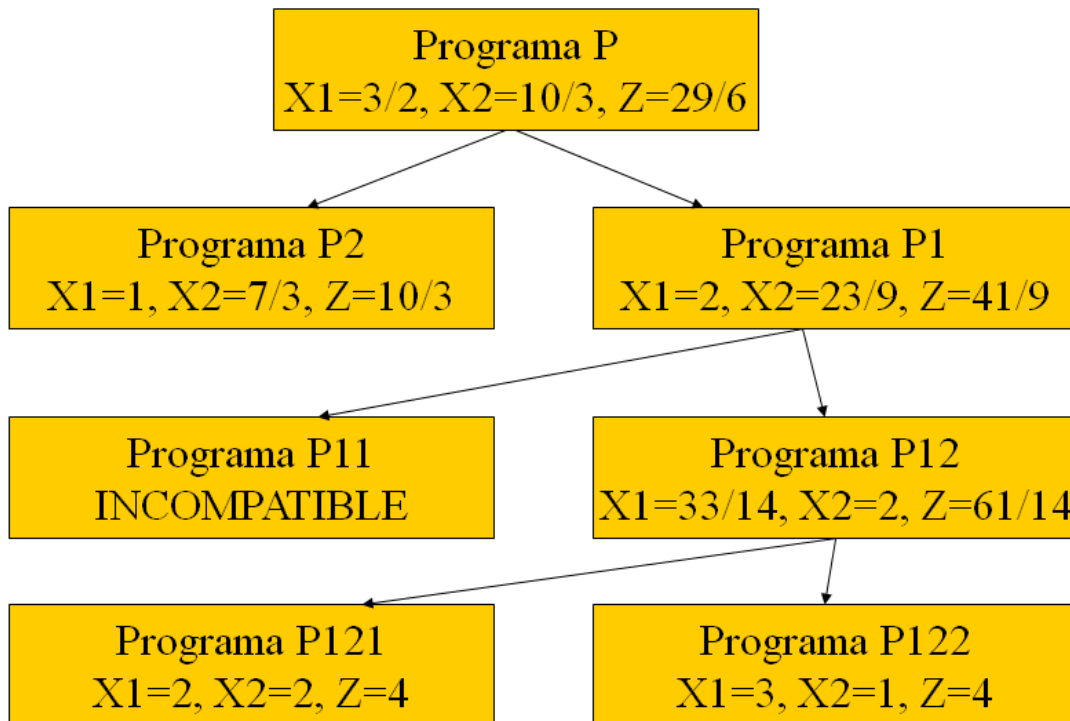 Programa P
X1=3/2, X2=10/3, Z=29/6
Programa P2
X1=1, X2=7/3, Z=10/3
Programa P1
X1=2, X2=23/9, Z=41/9
Programa P11
INCOMPATIBLE
Programa P12
X1=33/14, X2=2, Z=61/14
Programa P121
X1=2, X2=2, Z=4
Programa P122
X1=3, X2=1, Z=4